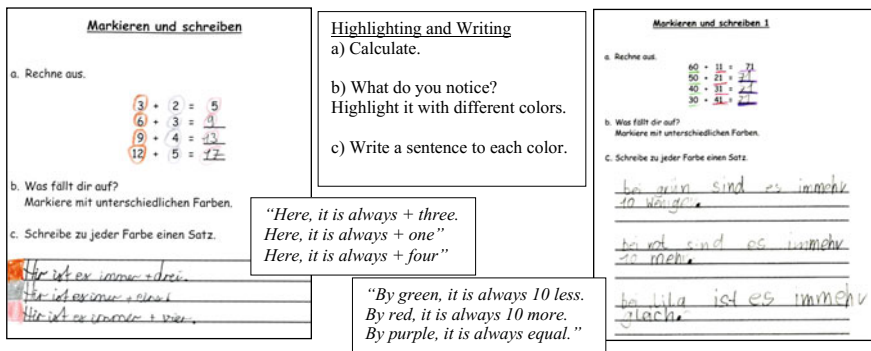 Markieren und schreiben
a. Rechne aus.
3 + 2 = 5
6 + 3 = 9
9 + 4 = 13
12 + 5 = 17
b. Was fällt dir auf?
Markiere mit unterschiedlichen Farben.
c. Schreibe zu jeder Farbe einen Satz.
Hir ist es immer + drei.
Hir ist es imer + eins
Hir ist es immer + vier.
Highlighting and Writing
a) Calculate.
b) What do you notice?
Highlight it with different colors.
c) Write a sentence to each color.
“Here, it is always + three.
Here, it is always + one”
Here, it is always + four”
“By green, it is always 10 less.
By red, it is always 10 more.
By purple, it is always equal.”
Markieren und schreiben 1
a. Rechne aus.
60 + 11 = 71
50 + 21 = 71
40 + 31 = 71
30 + 41 = 71
b. Was fällt dir auf?
Markiere mit unterschiedlichen Farben.
c. Schreibe zu jeder Farbe einen Satz.
bei grün sind es immehr
10 weniger.
bei rot sind es immehr
10 mehr.
bei Lila ist es immehr
glach.